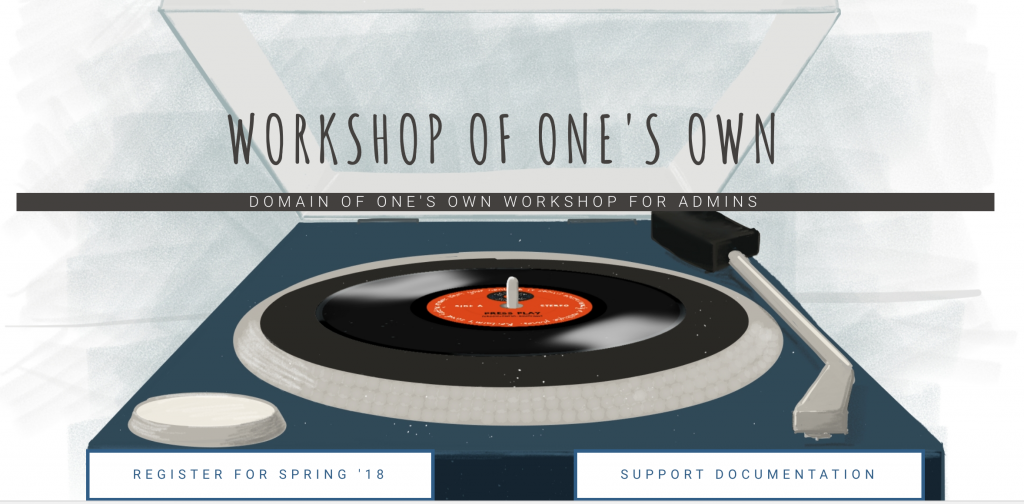 WORKSHOP OF ONE'S OWN
DOMAIN OF ONE'S OWN WORKSHOP FOR ADMINS
SIDE A
STEREO
PRESS PLAY
REGISTER FOR SPRING '18
SUPPORT DOCUMENTATION